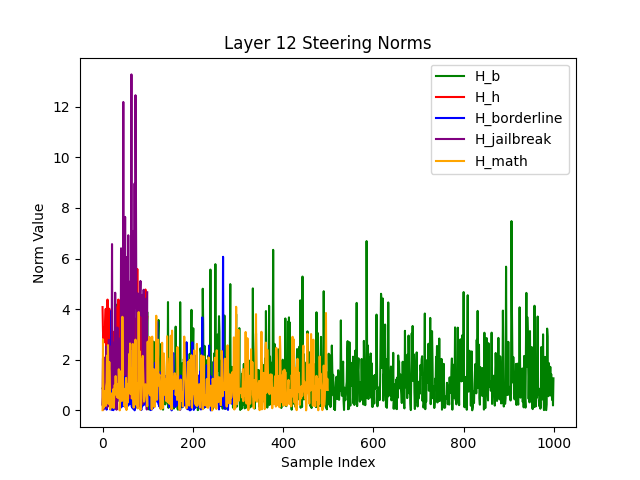 Layer 12 Steering Norms
H_b
H_h
H_borderline
H_jailbreak
H_math
Norm Value
12
10
8
6
4
2
0
0 200 400 600 800 1000
Sample Index